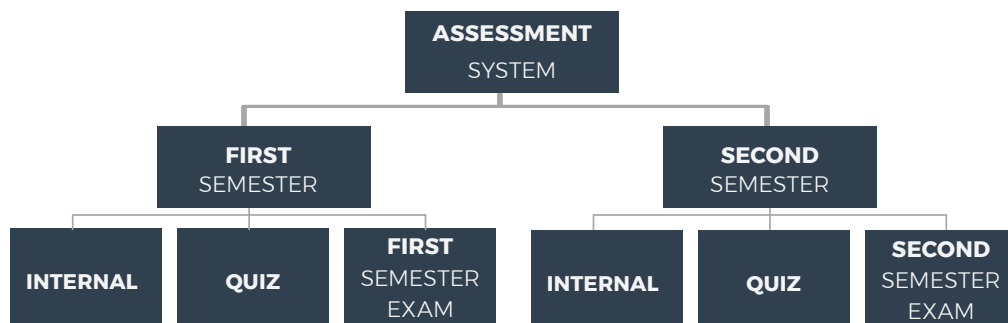 ASSESSMENT
SYSTEM
FIRST
SEMESTER
SECOND
SEMESTER
INTERNAL
QUIZ
FIRST
SEMESTER
EXAM
INTERNAL
QUIZ
SECOND
SEMESTER
EXAM